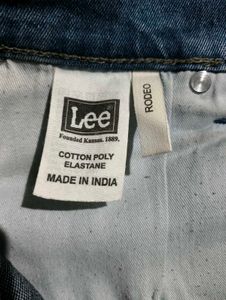 Lee
Founded Kansas. 1889.
COTTON POLY
ELASTANE
MADE IN INDIA
RODEO